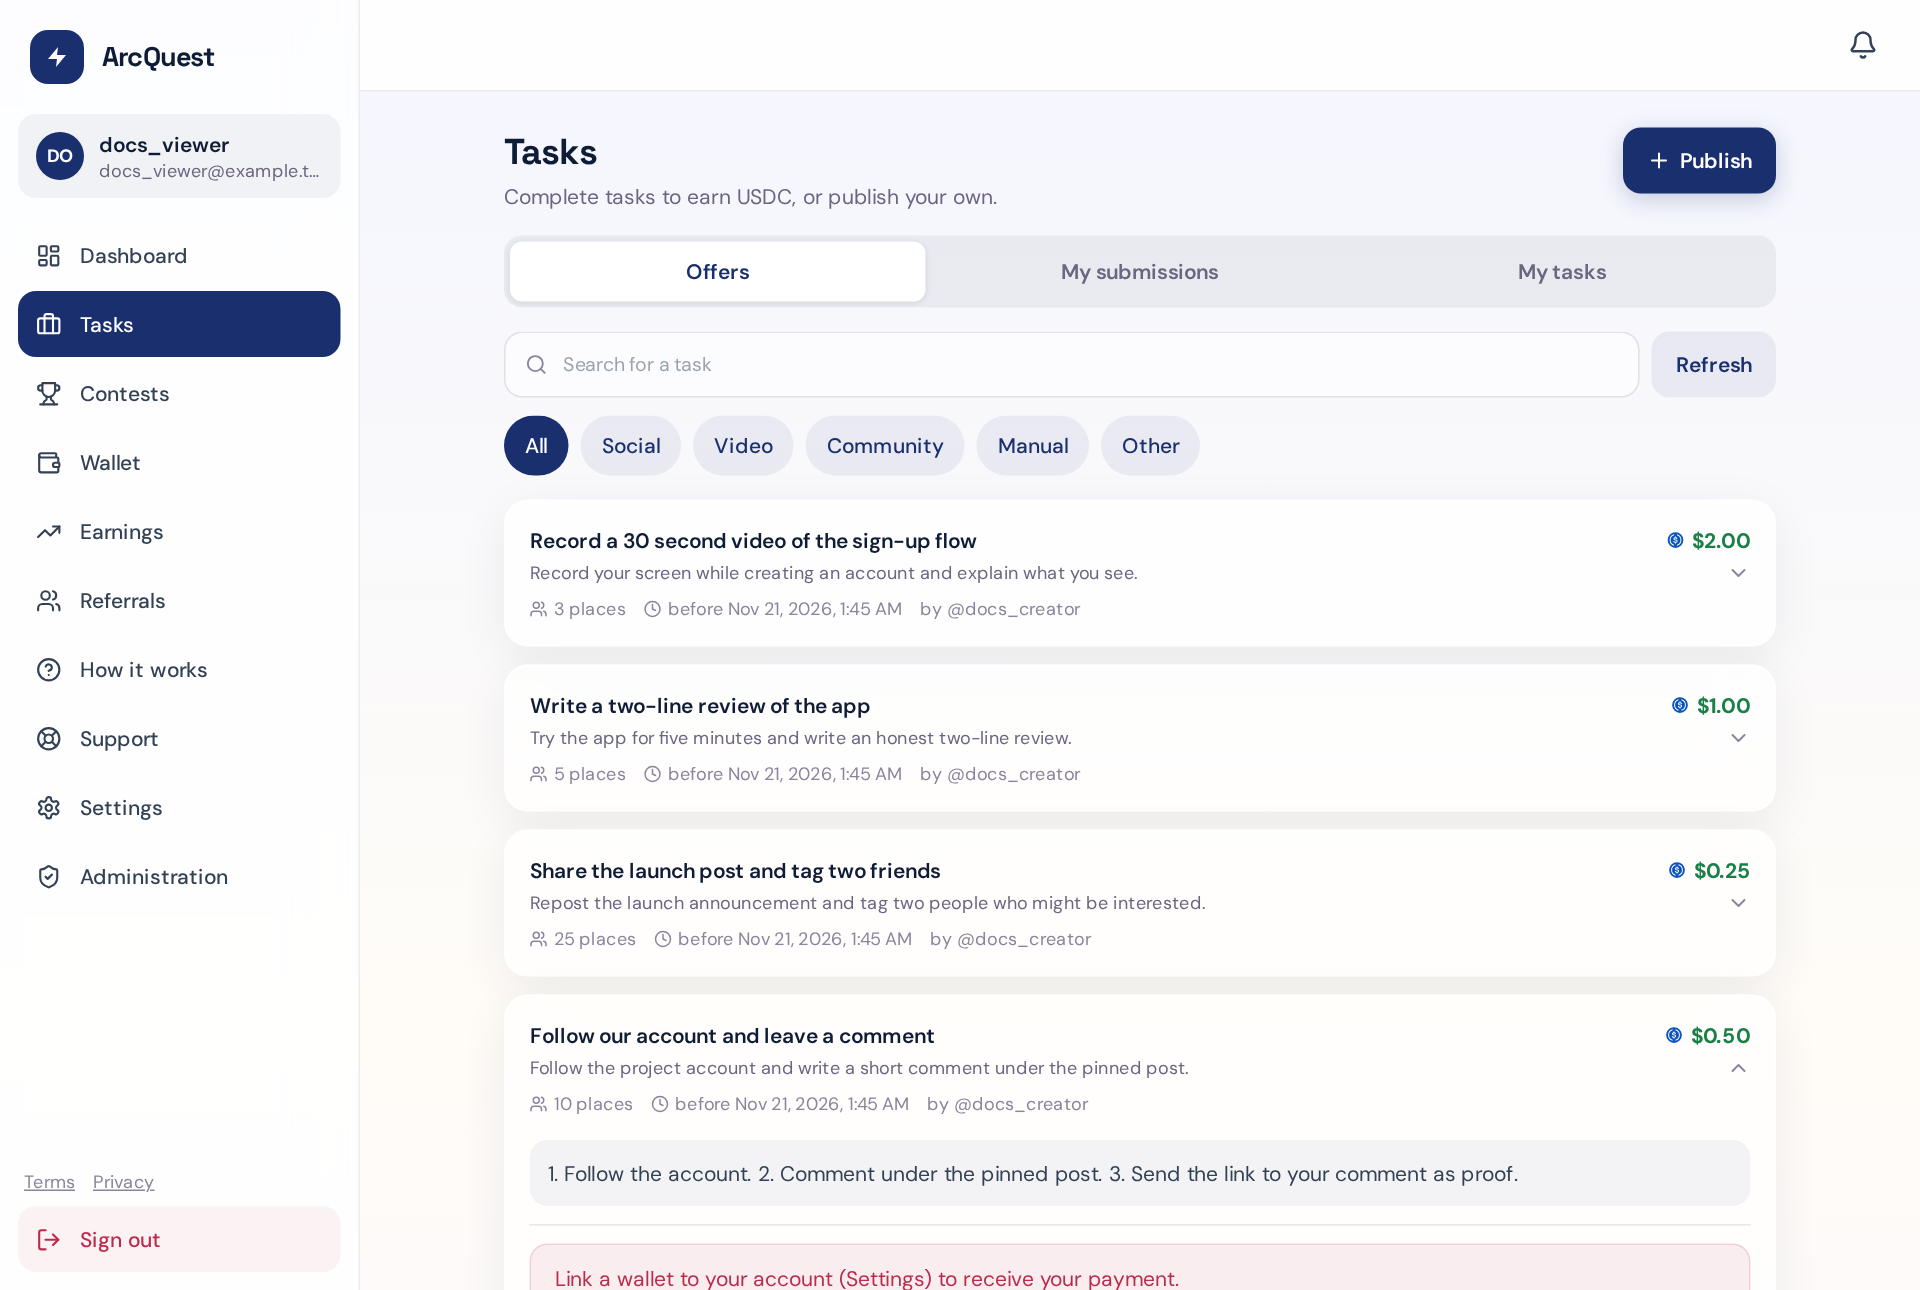 ArcQuest
DO
docs_viewer
docs_viewer@example.t...
Dashboard
Tasks
Contests
Wallet
Earnings
Referrals
How it works
Support
Settings
Administration
Terms Privacy
Sign out
Tasks
Complete tasks to earn USDC, or publish your own.
Publish
Offers My submissions My tasks
Search for a task
Refresh
All Social Video Community Manual Other
Record a 30 second video of the sign-up flow $2.00
Record your screen while creating an account and explain what you see.
3 places before Nov 21, 2026, 1:45 AM by @docs_creator
Write a two-line review of the app $1.00
Try the app for five minutes and write an honest two-line review.
5 places before Nov 21, 2026, 1:45 AM by @docs_creator
Share the launch post and tag two friends $0.25
Repost the launch announcement and tag two people who might be interested.
25 places before Nov 21, 2026, 1:45 AM by @docs_creator
Follow our account and leave a comment $0.50
Follow the project account and write a short comment under the pinned post.
10 places before Nov 21, 2026, 1:45 AM by @docs_creator
1. Follow the account. 2. Comment under the pinned post. 3. Send the link to your comment as proof.
Link a wallet to your account (Settings) to receive your payment.